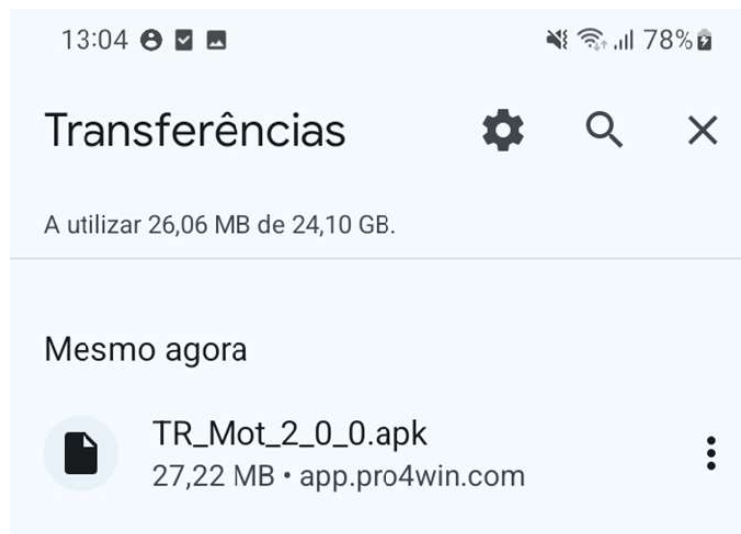 13:04 78%
Transferências
A utilizar 26,06 MB de 24,10 GB.
Mesmo agora
TR_Mot_2_0_0.apk
27,22 MB • app.pro4win.com